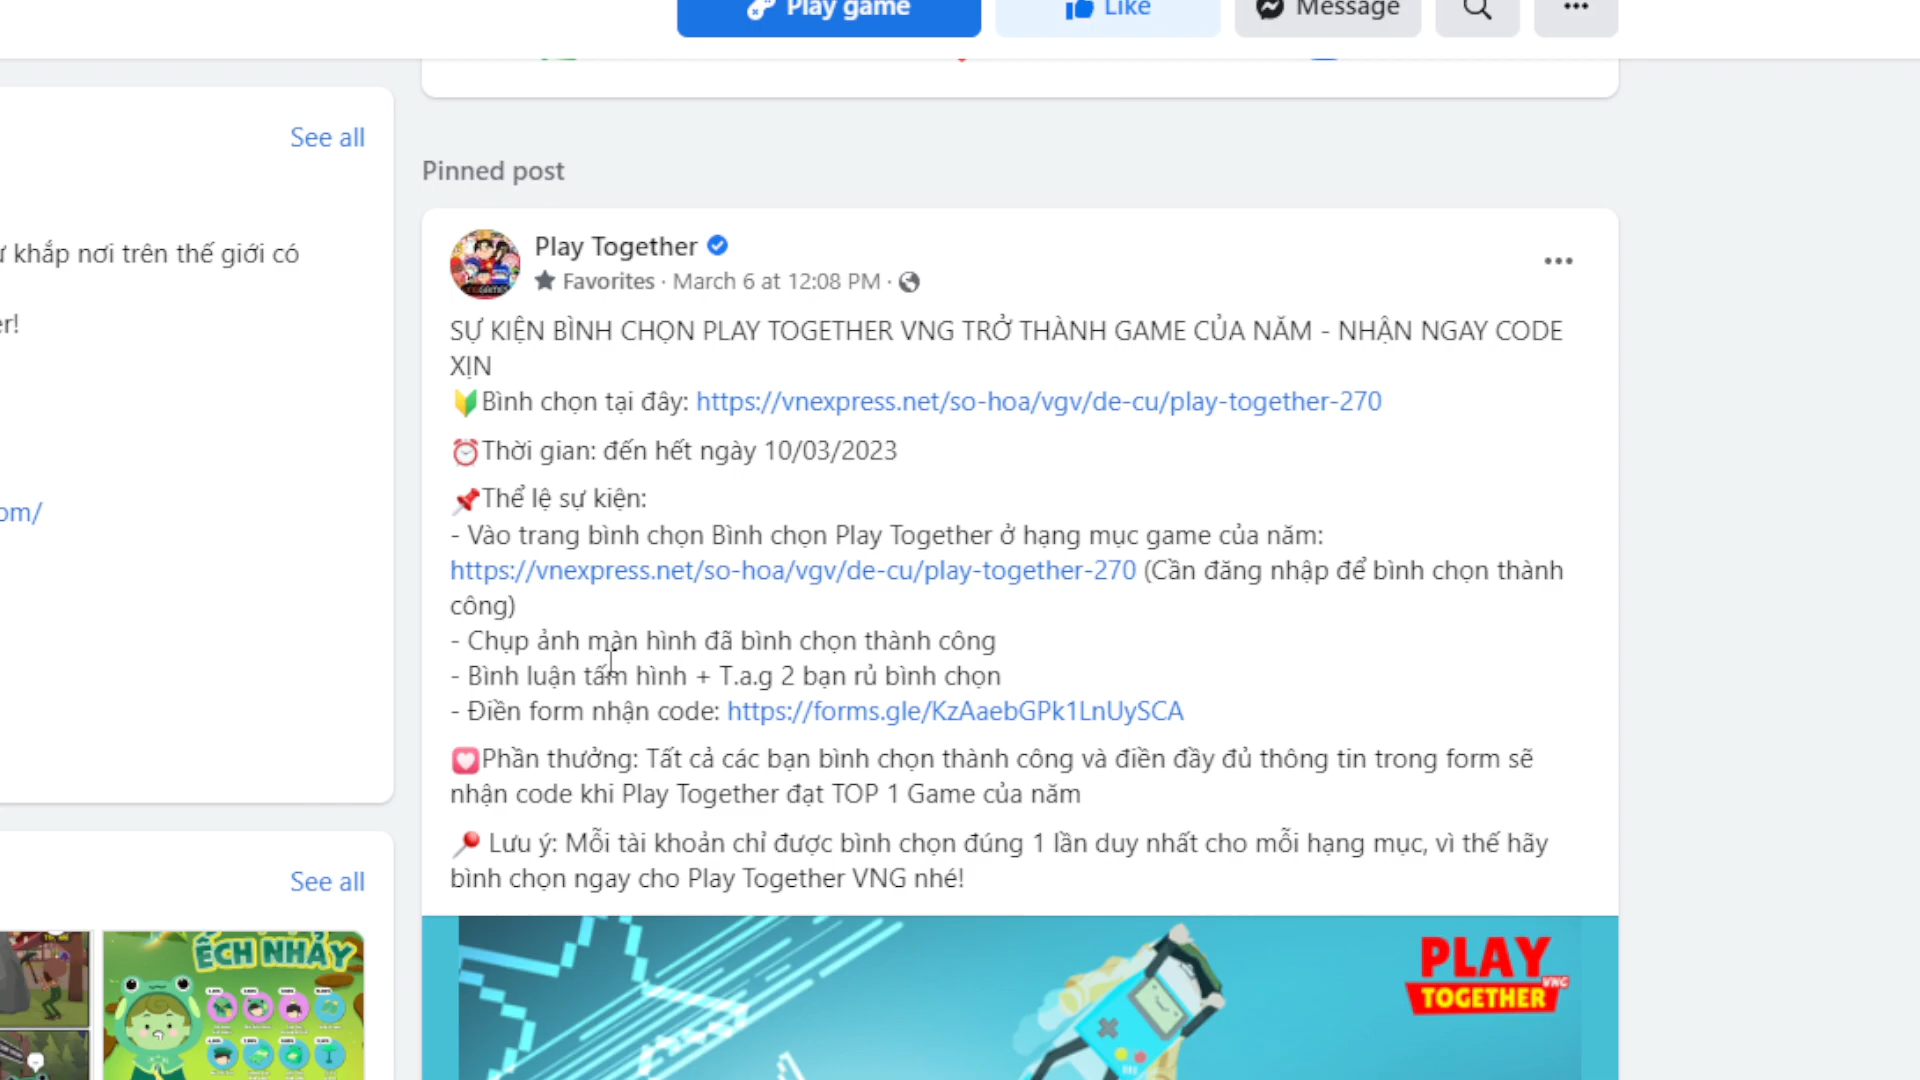 Play game
Like
Message
See all
khắp nơi trên thế giới có
er!
om/
See all
ẾCH NHẢY
Pinned post
Play Together
Favorites · March 6 at 12:08 PM ·
SỰ KIỆN BÌNH CHỌN PLAY TOGETHER VNG TRỞ THÀNH GAME CỦA NĂM - NHẬN NGAY CODE
XỊN
🔰Bình chọn tại đây: https://vnexpress.net/so-hoa/vgv/de-cu/play-together-270
⏰Thời gian: đến hết ngày 10/03/2023
📌Thể lệ sự kiện:
- Vào trang bình chọn Bình chọn Play Together ở hạng mục game của năm:
https://vnexpress.net/so-hoa/vgv/de-cu/play-together-270 (Cần đăng nhập để bình chọn thành
công)
- Chụp ảnh màn hình đã bình chọn thành công
- Bình luận tấm hình + T.a.g 2 bạn rủ bình chọn
- Điền form nhận code: https://forms.gle/KzAaebGPk1LnUySCA
💟Phần thưởng: Tất cả các bạn bình chọn thành công và điền đầy đủ thông tin trong form sẽ
nhận code khi Play Together đạt TOP 1 Game của năm
📍 Lưu ý: Mỗi tài khoản chỉ được bình chọn đúng 1 lần duy nhất cho mỗi hạng mục, vì thế hãy
bình chọn ngay cho Play Together VNG nhé!
PLAY
VNG
TOGETHER